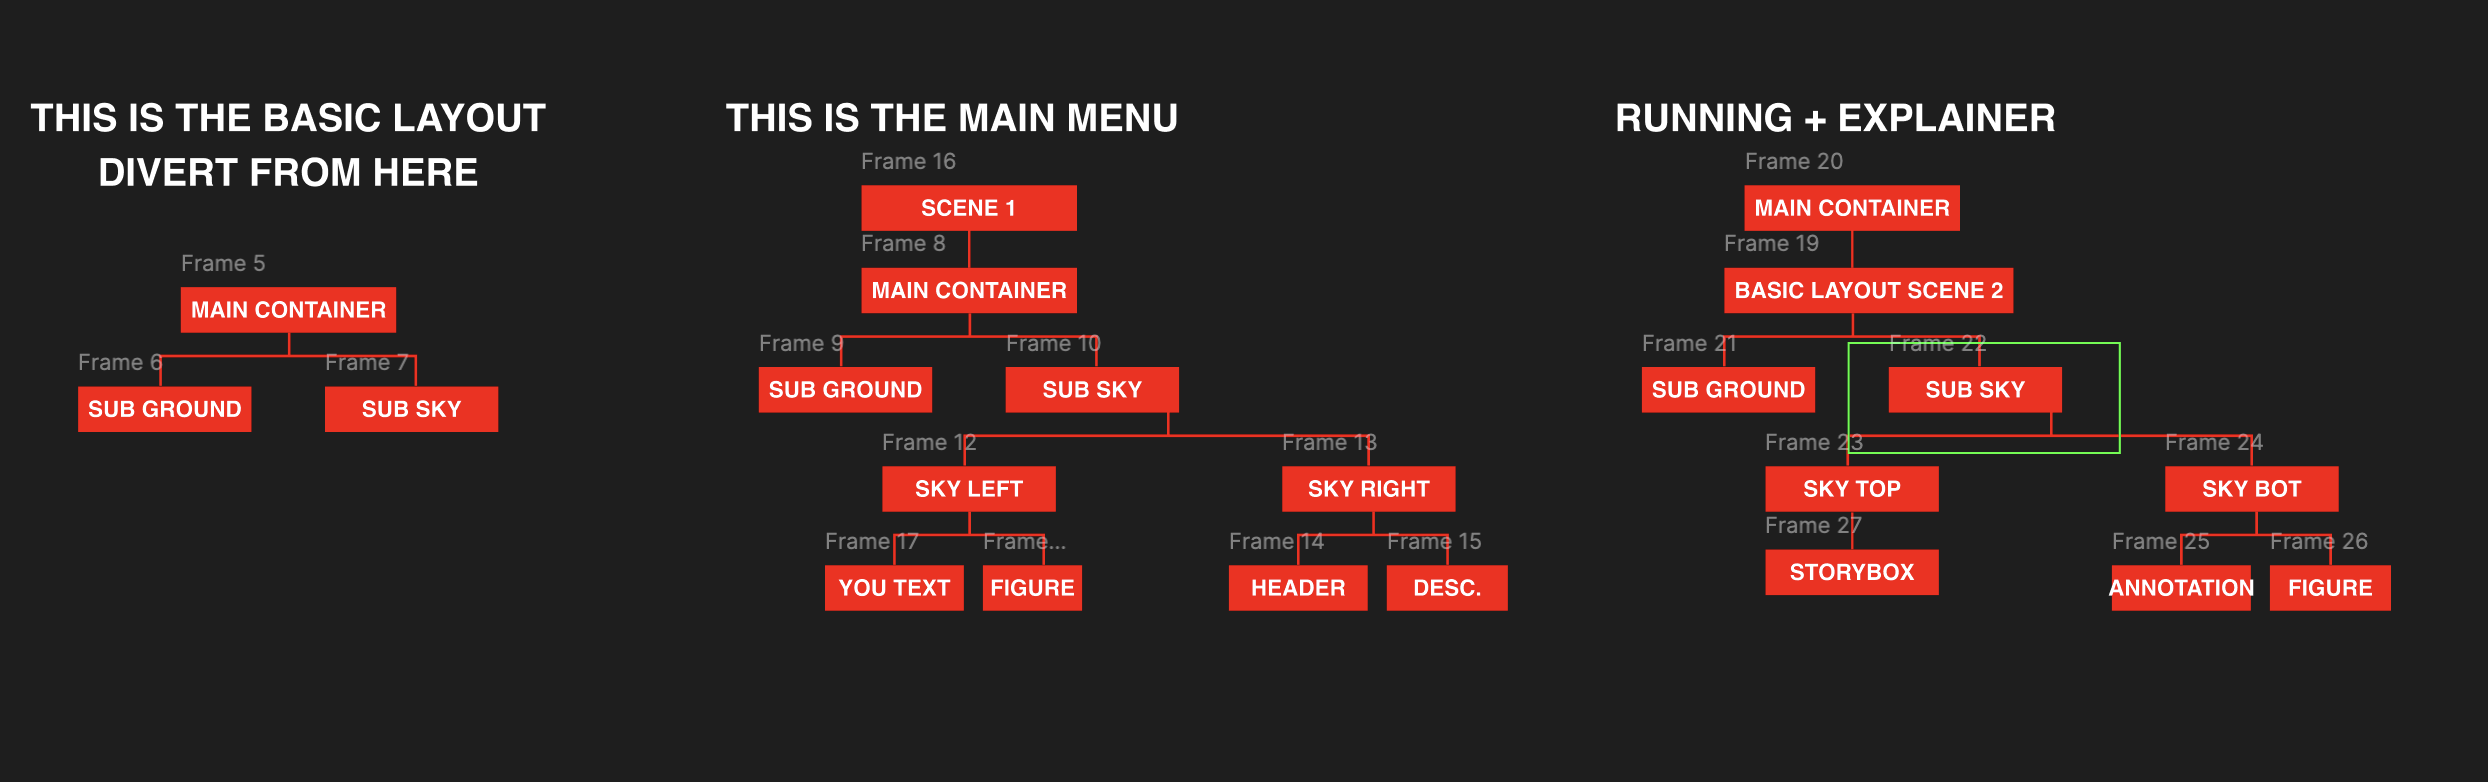 THIS IS THE BASIC LAYOUT
DIVERT FROM HERE
Frame 5
MAIN CONTAINER
Frame 6
Frame 7
SUB GROUND
SUB SKY
THIS IS THE MAIN MENU
Frame 16
SCENE 1
Frame 8
MAIN CONTAINER
Frame 9
Frame 10
SUB GROUND
SUB SKY
Frame 12
Frame 13
SKY LEFT
SKY RIGHT
Frame 17
Frame...
Frame 14
Frame 15
YOU TEXT
FIGURE
HEADER
DESC.
RUNNING + EXPLAINER
Frame 20
MAIN CONTAINER
Frame 19
BASIC LAYOUT SCENE 2
Frame 21
Frame 22
SUB GROUND
SUB SKY
Frame 23
Frame 24
SKY TOP
SKY BOT
Frame 27
STORYBOX
Frame 25
Frame 26
ANNOTATION
FIGURE